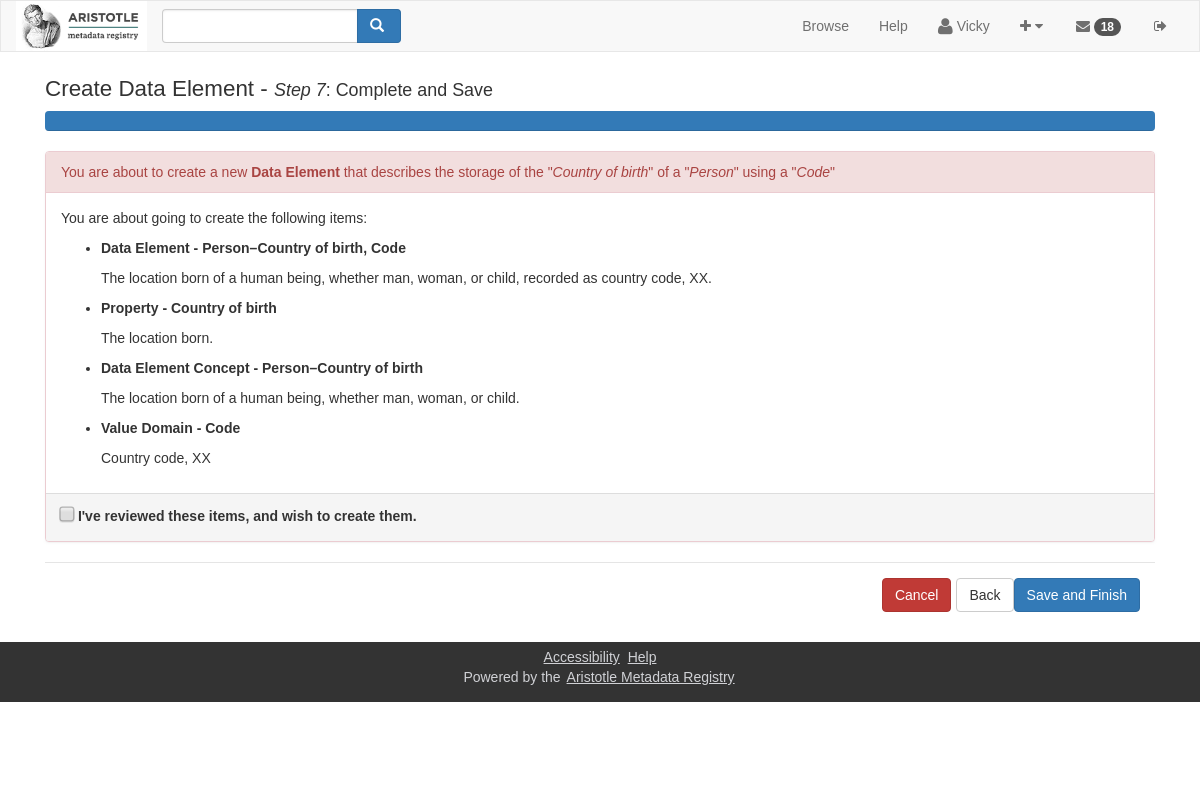 ARISTOTLE
metadata registry
Browse Help Vicky 18
Create Data Element - Step 7: Complete and Save
You are about to create a new Data Element that describes the storage of the "Country of birth" of a "Person" using a "Code"
You are about going to create the following items:
• Data Element - Person–Country of birth, Code
The location born of a human being, whether man, woman, or child, recorded as country code, XX.
• Property - Country of birth
The location born.
• Data Element Concept - Person–Country of birth
The location born of a human being, whether man, woman, or child.
• Value Domain - Code
Country code, XX
I've reviewed these items, and wish to create them.
Cancel Back Save and Finish
Accessibility Help
Powered by the Aristotle Metadata Registry